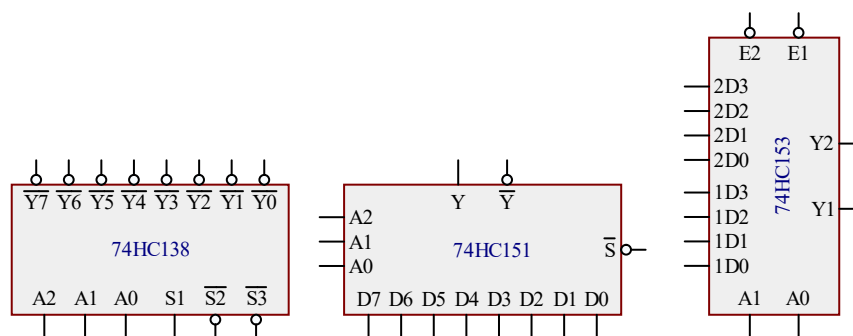 Y7 Y6 Y5 Y4 Y3 Y2 Y1 Y0
74HC138
A2 A1 A0 S1 S2 S3
Y Y
A2
A1
A0
74HC151
S
D7 D6 D5 D4 D3 D2 D1 D0
E2 E1
2D3
2D2
2D1
2D0
1D3
1D2
1D1
1D0
74HC153
Y2
Y1
A1 A0